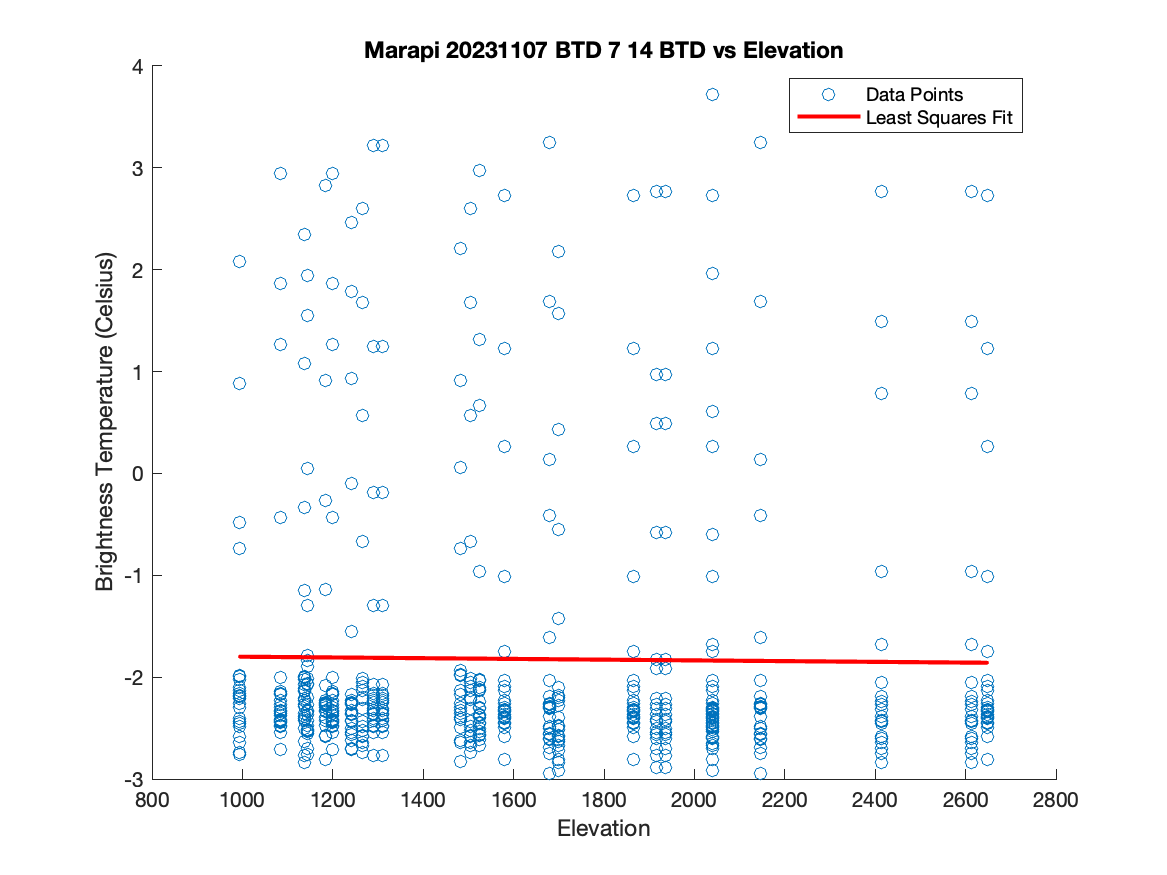 Marapi 20231107 BTD 7 14 BTD vs Elevation
Data Points
Least Squares Fit
Brightness Temperature (Celsius)
4
3
2
1
0
-1
-2
-3
800 1000 1200 1400 1600 1800 2000 2200 2400 2600 2800
Elevation